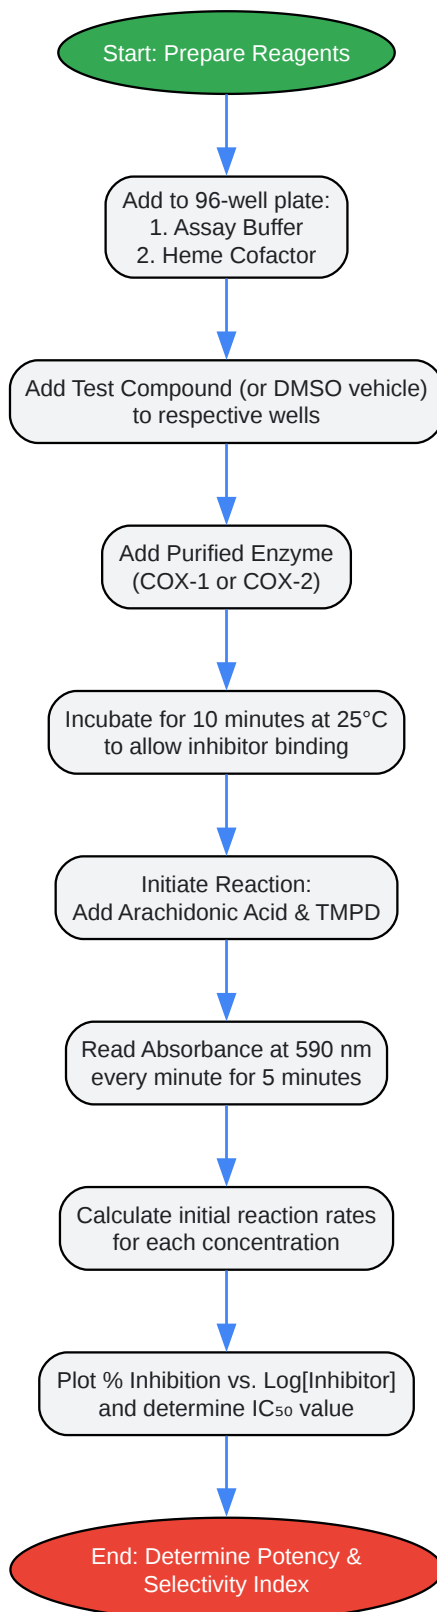 Start: Prepare Reagents
Add to 96-well plate:
1. Assay Buffer
2. Heme Cofactor
Add Test Compound (or DMSO vehicle)
to respective wells
Add Purified Enzyme
(COX-1 or COX-2)
Incubate for 10 minutes at 25°C
to allow inhibitor binding
Initiate Reaction:
Add Arachidonic Acid & TMPD
Read Absorbance at 590 nm
every minute for 5 minutes
Calculate initial reaction rates
for each concentration
Plot % Inhibition vs. Log[Inhibitor]
and determine IC₅₀ value
End: Determine Potency &
Selectivity Index